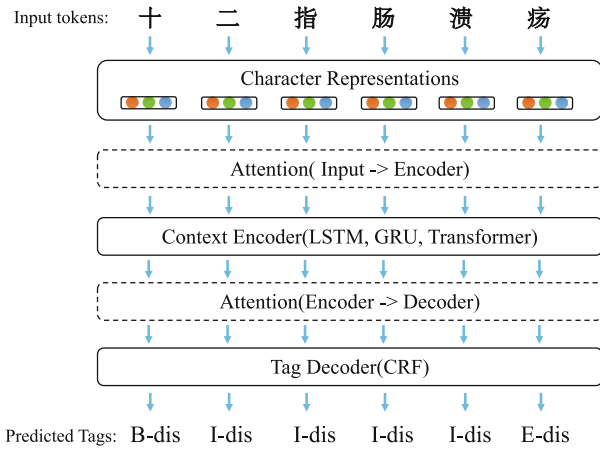 Input tokens: 十 二 指 肠 溃 疡
Character Representations
Attention( Input -> Encoder)
Context Encoder(LSTM, GRU, Transformer)
Attention(Encoder -> Decoder)
Tag Decoder(CRF)
Predicted Tags: B-dis I-dis I-dis I-dis I-dis E-dis